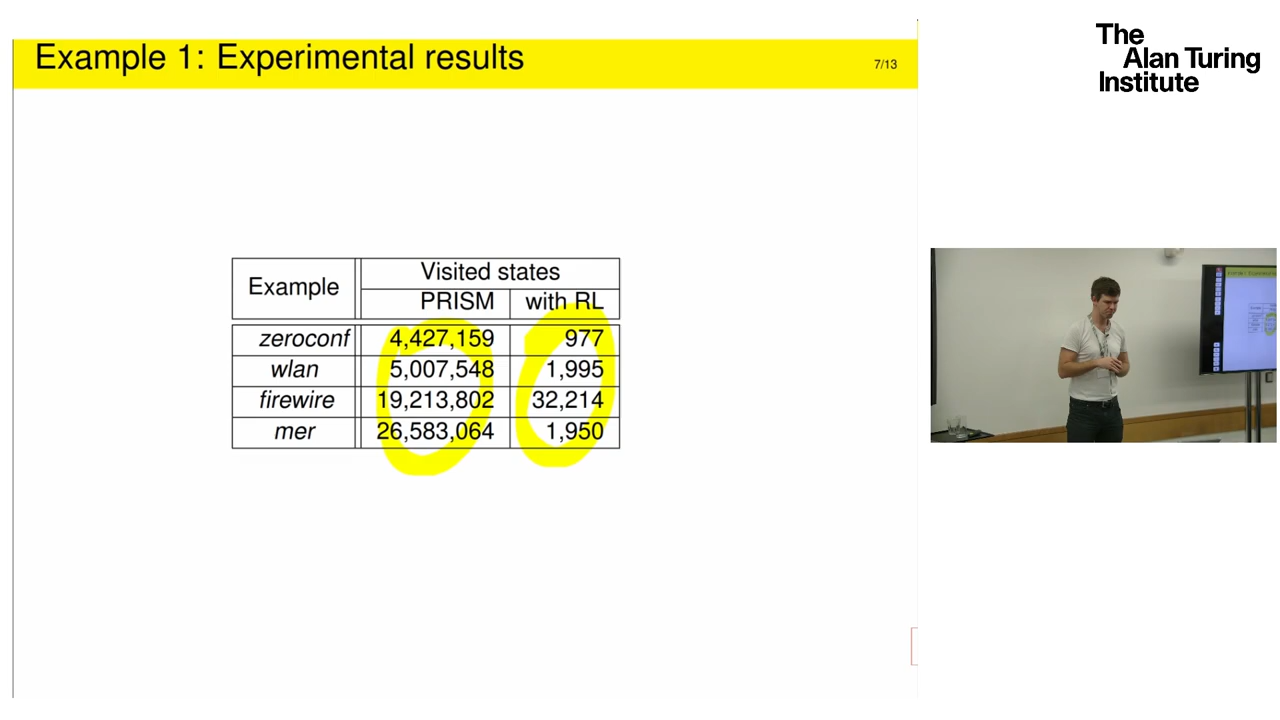 Example 1: Experimental results
7/13
The
Alan Turing
Institute
Example
Visited states
PRISM with RL
zeroconf 4,427,159 977
wlan 5,007,548 1,995
firewire 19,213,802 32,214
mer 26,583,064 1,950